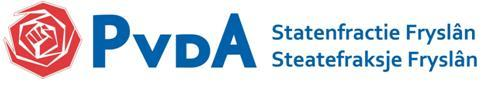 PvdA
Statenfractie Fryslân
Steatefraksje Fryslân